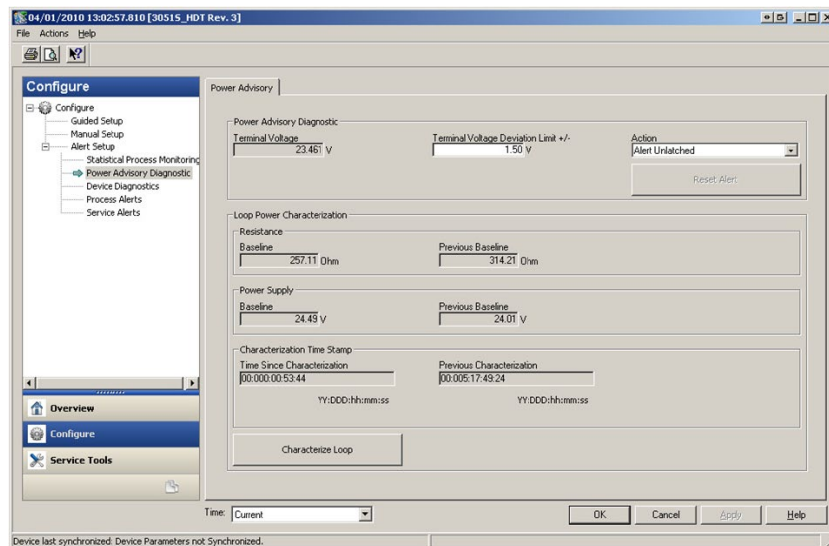 04/01/2010 13:02:57.810 [3051S_HDT Rev. 3]
File Actions Help
Configure
Configure
Guided Setup
Manual Setup
Alert Setup
Statistical Process Monitoring
Power Advisory Diagnostic
Device Diagnostics
Process Alerts
Service Alerts
Overview
Configure
Service Tools
Power Advisory
Power Advisory Diagnostic
Terminal Voltage Terminal Voltage Deviation Limit +/- Action
23.461 V 1.50 V Alert Unlatched
Reset Alert
Loop Power Characterization
Resistance
Baseline Previous Baseline
257.11 Ohm 314.21 Ohm
Power Supply
Baseline Previous Baseline
24.49 V 24.01 V
Characterization Time Stamp
Time Since Characterization Previous Characterization
00:000:00:53:44 00:005:17:49:24
YY:DDD:hh:mm:ss YY:DDD:hh:mm:ss
Characterize Loop
Time: Current OK Cancel Apply Help
Device last synchronized: Device Parameters not Synchronized.